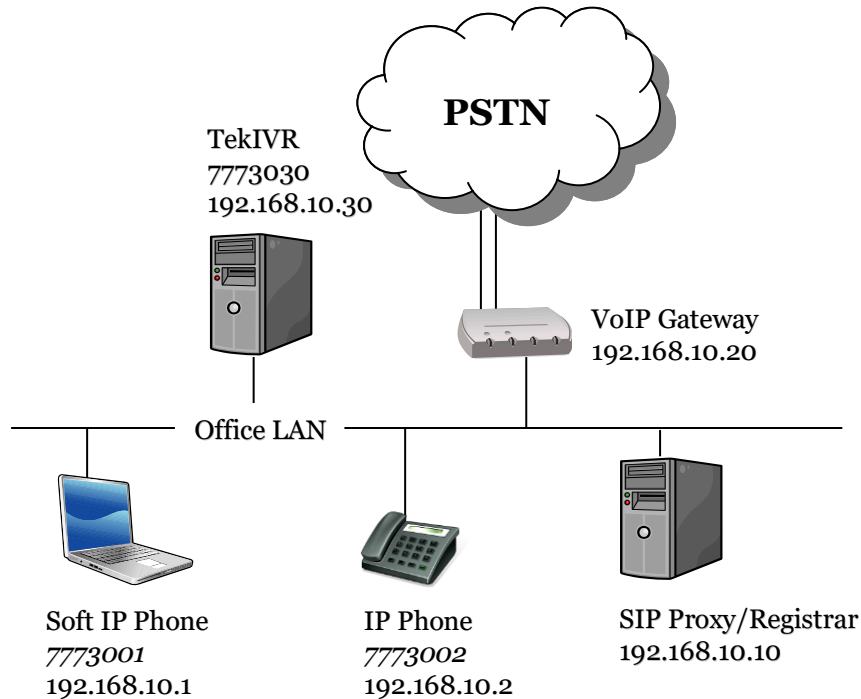 PSTN
TekIVR
7773030
192.168.10.30
VoIP Gateway
192.168.10.20
Office LAN
Soft IP Phone
7773001
192.168.10.1
IP Phone
7773002
192.168.10.2
SIP Proxy/Registrar
192.168.10.10